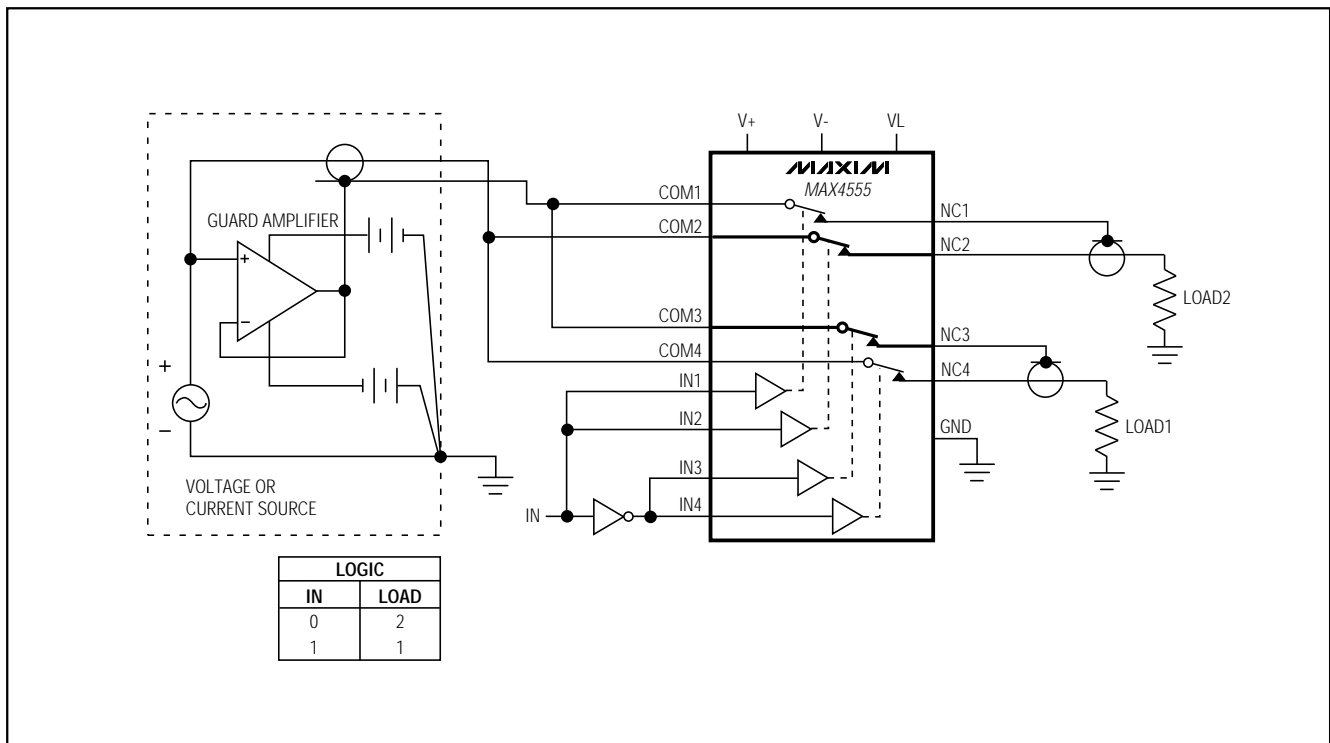 V+ V- VL
MAXIM
MAX4555
GUARD AMPLIFIER
+
−
+
−
VOLTAGE OR
CURRENT SOURCE
COM1
COM2
COM3
COM4
IN1
IN2
IN3
IN4
IN
NC1
NC2
NC3
NC4
GND
LOAD2
LOAD1
LOGIC
IN LOAD
0 2
1 1